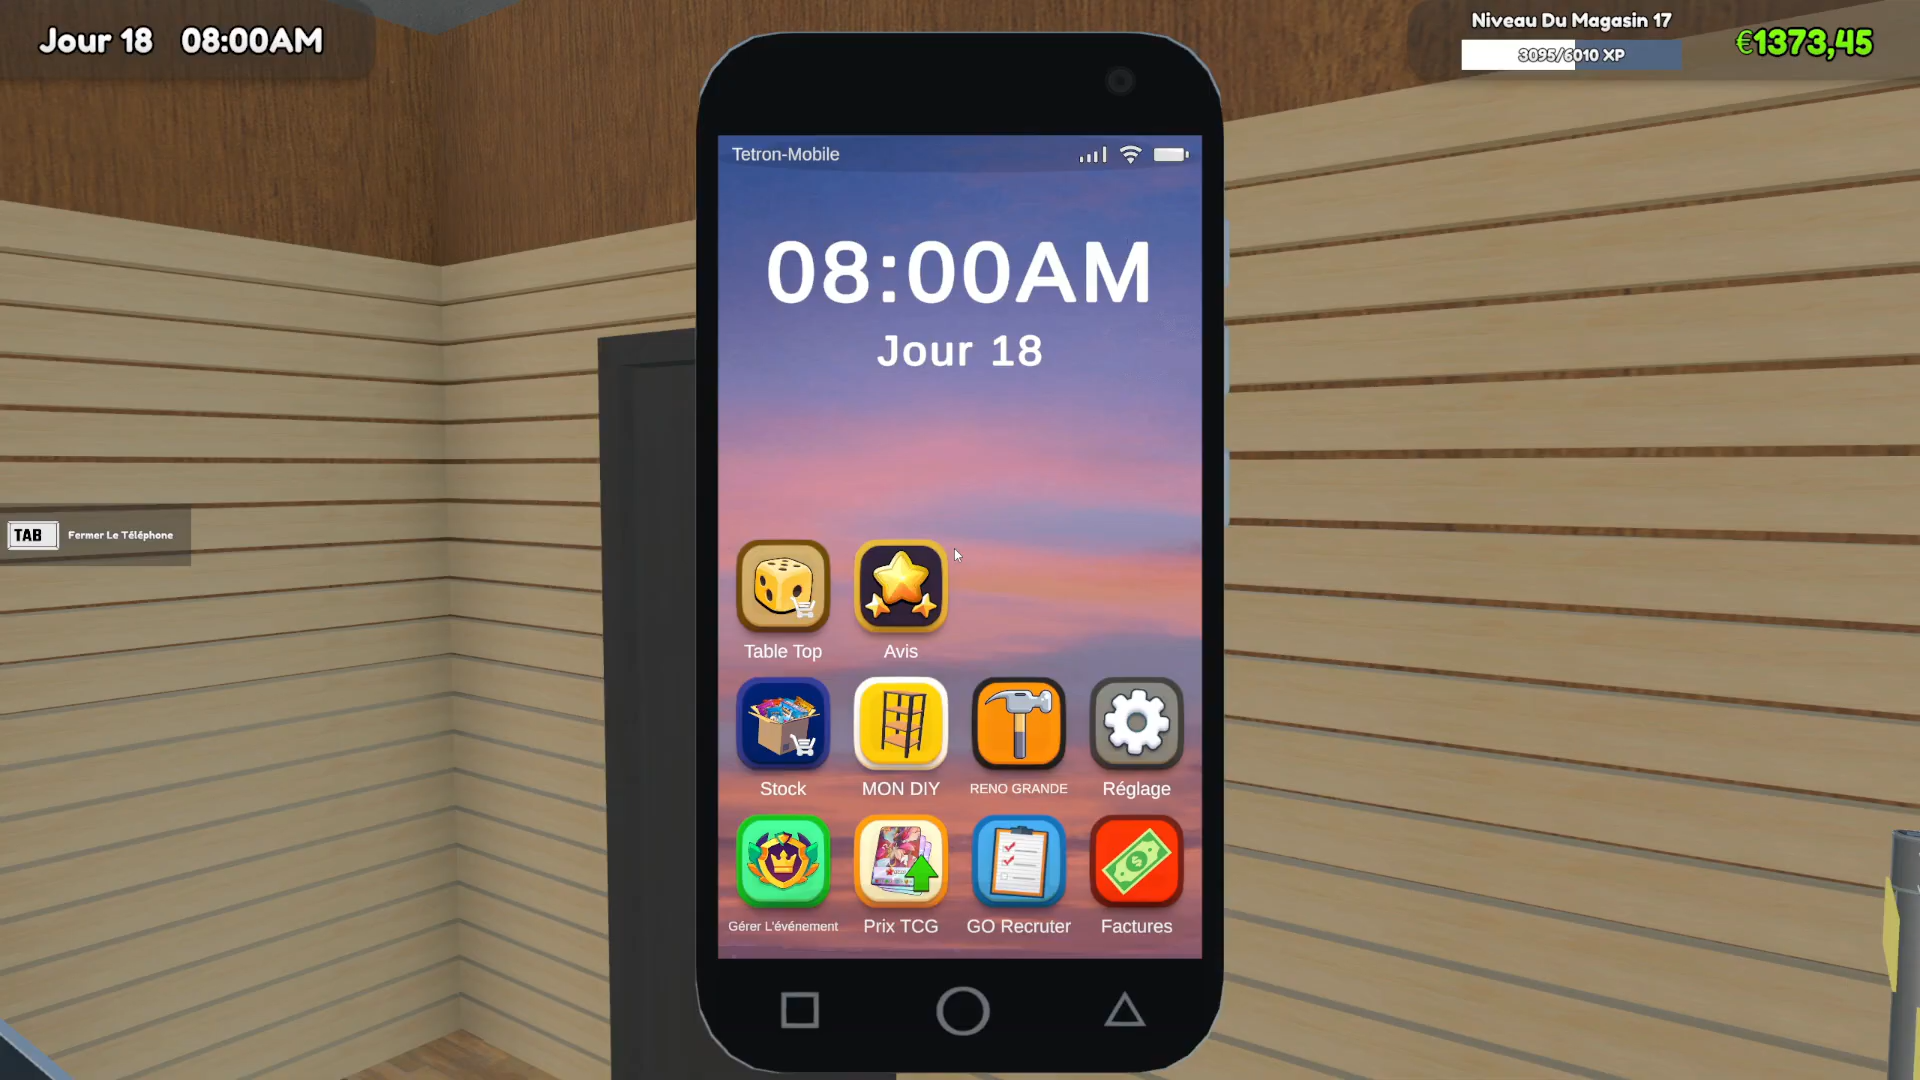 Jour 18 08:00AM
Niveau Du Magasin 17
3095/6010 XP
€1373,45
Tetron-Mobile
08:00AM
Jour 18
TAB Fermer Le Téléphone
Table Top Avis
Stock MON DIY RENO GRANDE Réglage
Gérer L'événement Prix TCG GO Recruter Factures